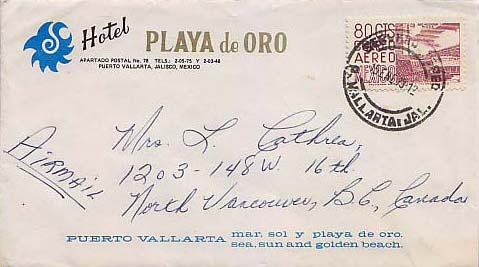 Hotel PLAYA de ORO
APARTADO POSTAL No. 78 TELS.: 2-03-75 Y 2-03-48
PUERTO VALLARTA, JALISCO, MEXICO
80 CTS
AEREO
MEXICO
P. VALLARTA, JAL.
AIRMAIL
Mrs. L. Cathrea,
1203-148 W. 16th.
North Vancouver, B.C., Canada
PUERTO VALLARTA mar, sol y playa de oro.
sea, sun and golden beach.